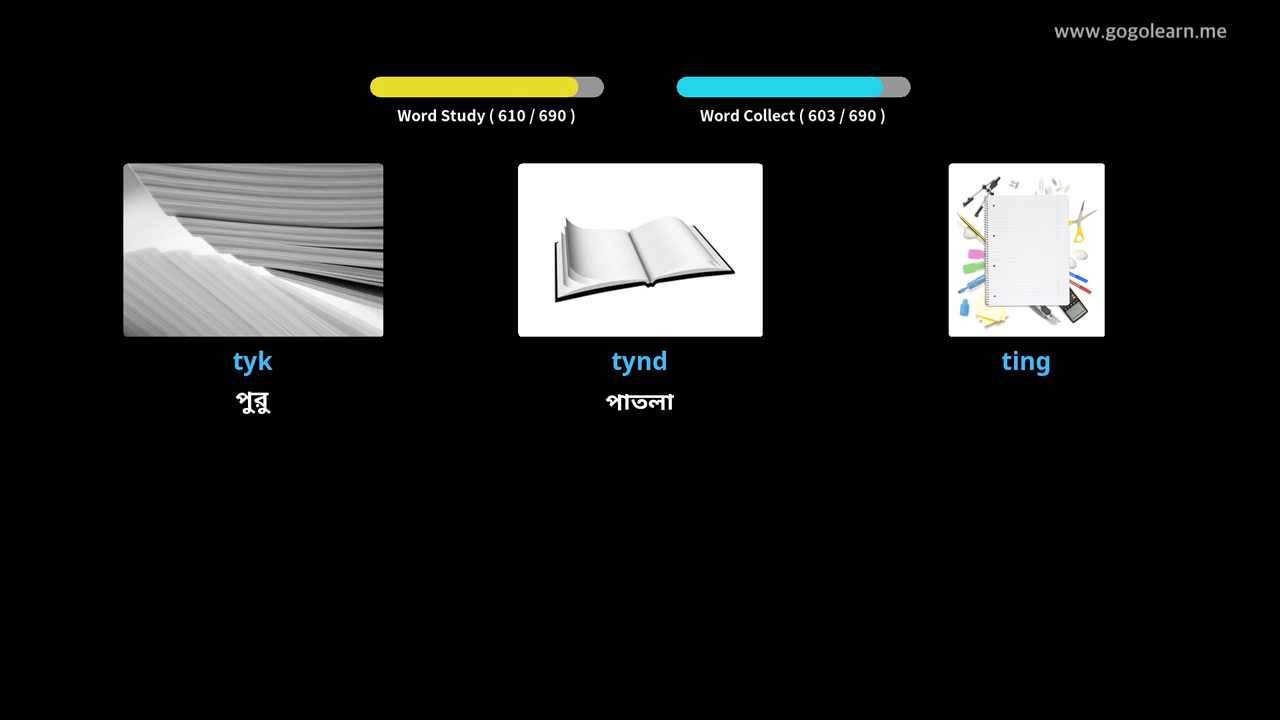 www.gogolearn.me
Word Study ( 610 / 690 )
Word Collect ( 603 / 690 )
tyk
tynd
ting
পুরু
পাতলা